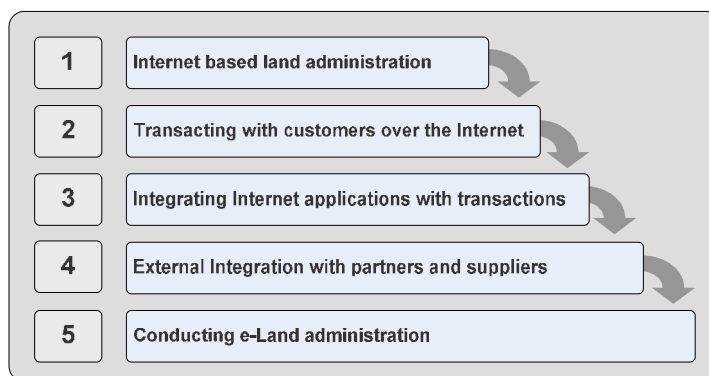 1 Internet based land administration
2 Transacting with customers over the Internet
3 Integrating Internet applications with transactions
4 External Integration with partners and suppliers
5 Conducting e-Land administration